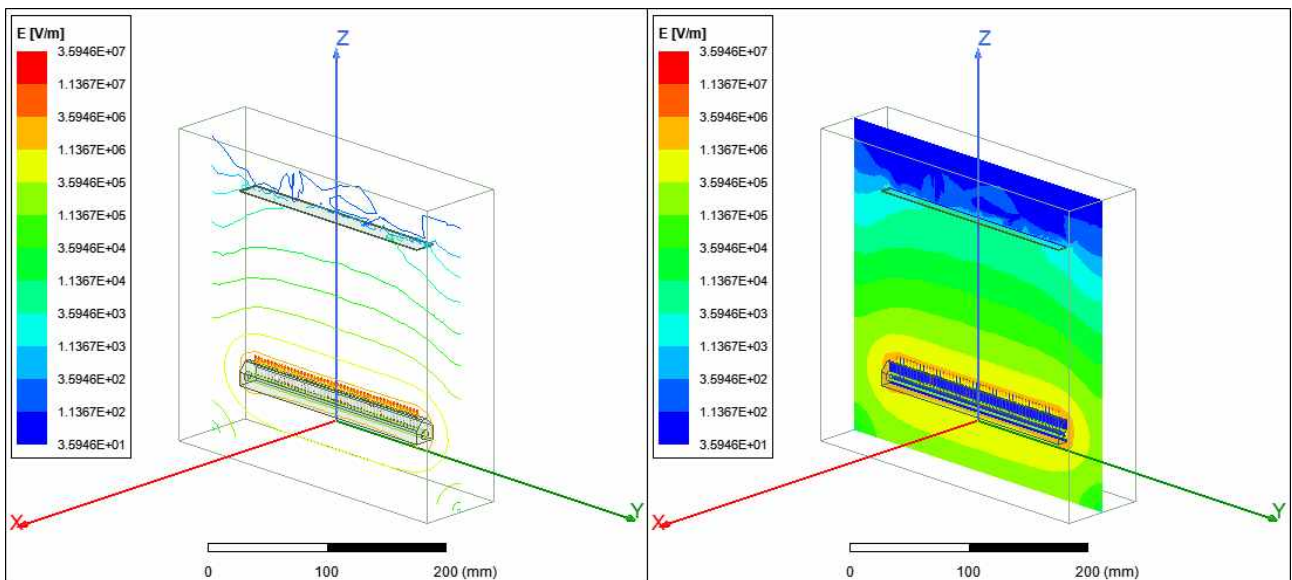 E [V/m]
3.5946E+07
1.1367E+07
3.5946E+06
1.1367E+06
3.5946E+05
1.1367E+05
3.5946E+04
1.1367E+04
3.5946E+03
1.1367E+03
3.5946E+02
1.1367E+02
3.5946E+01
Z
X
Y
0
100
200 (mm)
E [V/m]
3.5946E+07
1.1367E+07
3.5946E+06
1.1367E+06
3.5946E+05
1.1367E+05
3.5946E+04
1.1367E+04
3.5946E+03
1.1367E+03
3.5946E+02
1.1367E+02
3.5946E+01
Z
X
Y
0
100
200 (mm)